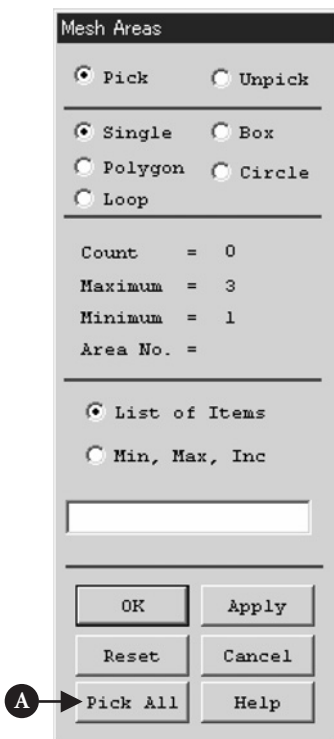 Mesh Areas
Pick Unpick
Single Box
Polygon Circle
Loop
Count = 0
Maximum = 3
Minimum = 1
Area No. =
List of Items
Min, Max, Inc
OK Apply
Reset Cancel
A Pick All Help